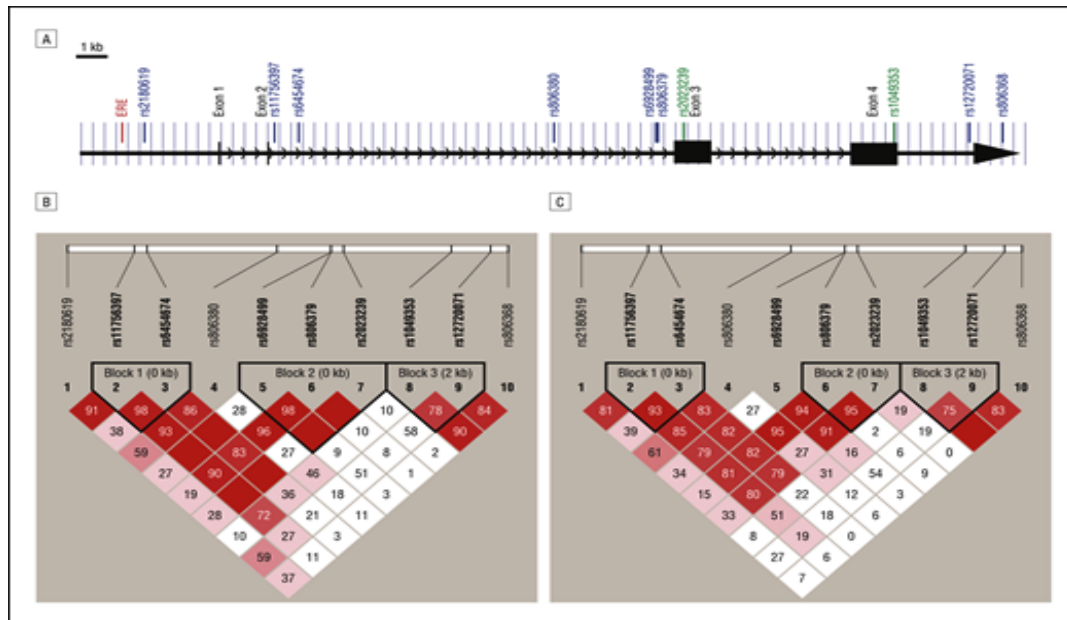 A
1 kb
ERE
rs2180619
Exon 1
Exon 2
rs11756397
rs6454674
rs806380
rs6928499
rs806379
rs2023239
Exon 3
Exon 4
rs1049353
rs12720071
rs806368
B
rs2180619
rs11756397
rs6454674
rs806380
rs6928499
rs806379
rs2023239
rs1049353
rs12720071
rs806368
Block 1 (0 kb) Block 2 (0 kb) Block 3 (2 kb)
1 2 3 4 5 6 7 8 9 10
91 98 86 28 98 10 78 84
38 93 96 10 58 90
59 83 27 9 8 2
27 90 46 51 1
19 36 18 3
28 72 21 11
10 27 3
59 11
37
C
rs2180619
rs11756397
rs6454674
rs806380
rs6928499
rs806379
rs2023239
rs1049353
rs12720071
rs806368
Block 1 (0 kb) Block 2 (0 kb) Block 3 (2 kb)
1 2 3 4 5 6 7 8 9 10
81 93 83 27 94 95 19 75 83
39 85 82 95 91 2 19
61 79 82 27 16 6 0
34 81 79 31 54 9
15 80 22 12 3
33 51 18 6
8 19 0
27 6
7